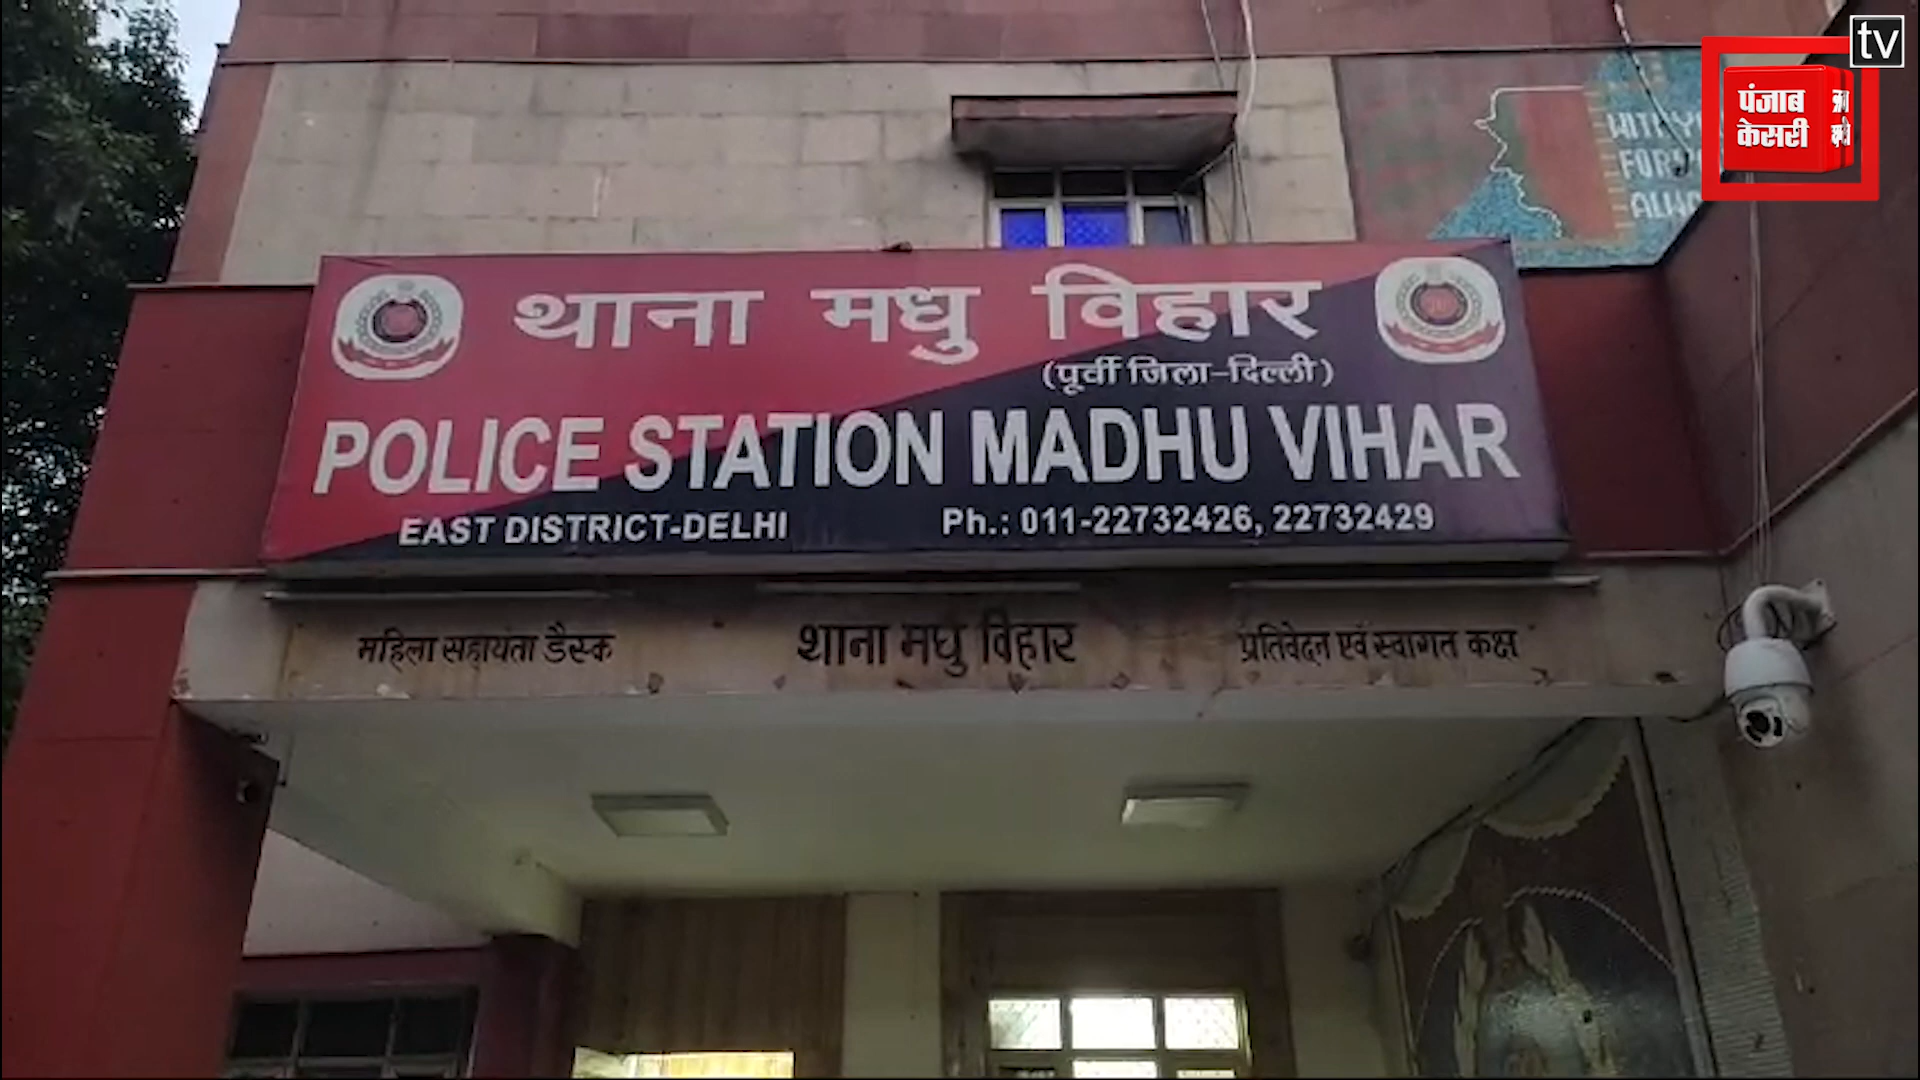 tv
पंजाब
केसरी
थाना मधु विहार
(पूर्वी जिला-दिल्ली)
POLICE STATION MADHU VIHAR
EAST DISTRICT-DELHI Ph.: 011-22732426, 22732429
महिला सहायता डैस्क थाना मधु विहार प्रतिवेदन एवं स्वागत कक्ष